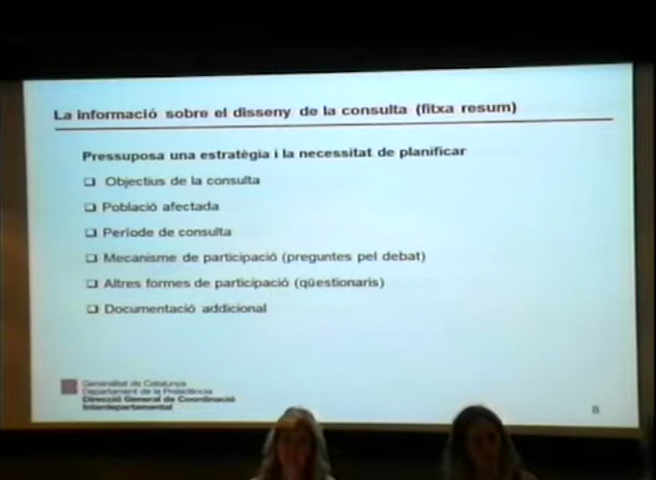 La informació sobre el disseny de la consulta (fitxa resum)
Pressuposa una estratègia i la necessitat de planificar
❑ Objectius de la consulta
❑ Població afectada
❑ Període de consulta
❑ Mecanisme de participació (preguntes pel debat)
❑ Altres formes de participació (qüestionaris)
❑ Documentació addicional
Generalitat de Catalunya
Departament de la Presidència
Direcció General de Coordinació
Interdepartamental
8